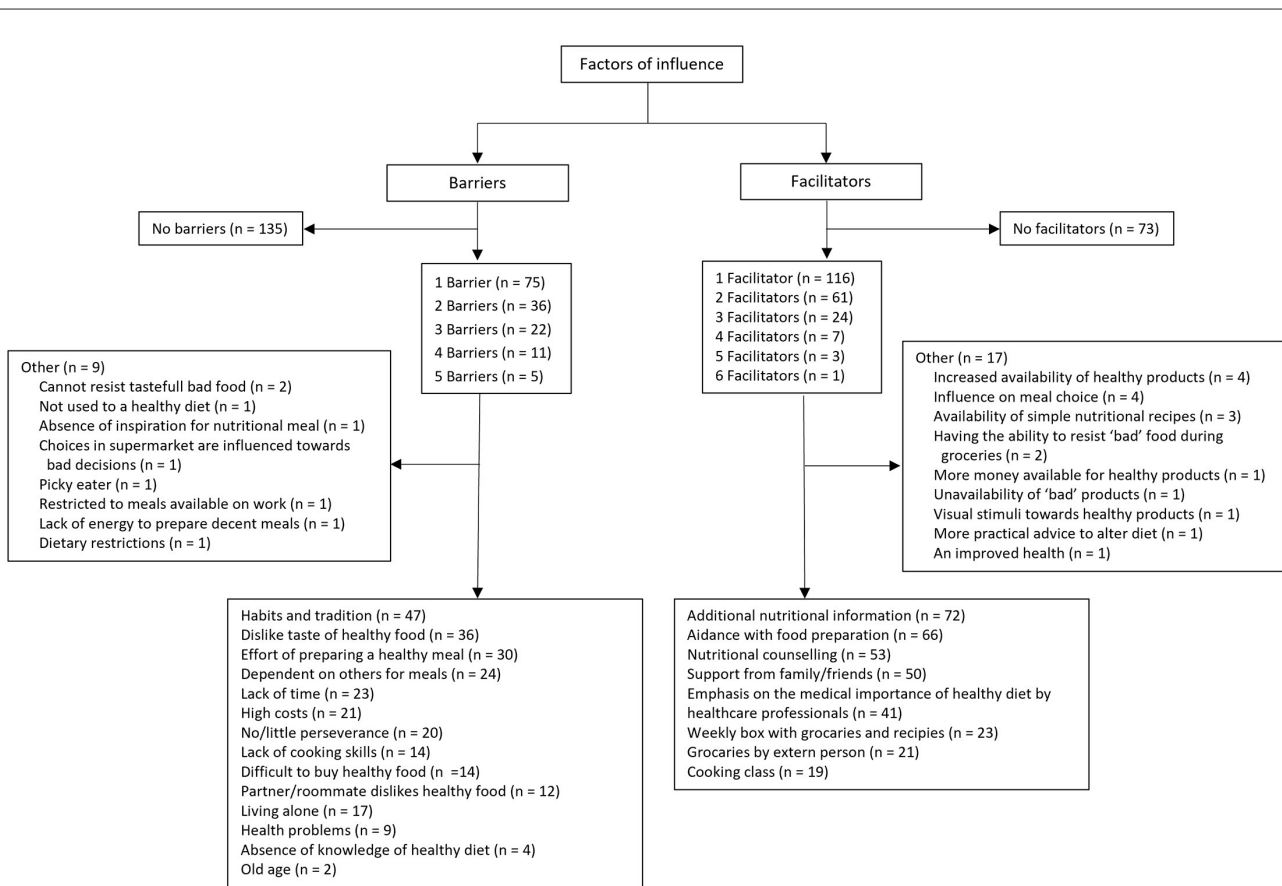 Factors of influence
Barriers
Facilitators
No barriers (n = 135)
No facilitators (n = 73)
1 Barrier (n = 75)
2 Barriers (n = 36)
3 Barriers (n = 22)
4 Barriers (n = 11)
5 Barriers (n = 5)
1 Facilitator (n = 116)
2 Facilitators (n = 61)
3 Facilitators (n = 24)
4 Facilitators (n = 7)
5 Facilitators (n = 3)
6 Facilitators (n = 1)
Other (n = 9)
Cannot resist tastefull bad food (n = 2)
Not used to a healthy diet (n = 1)
Absence of inspiration for nutritional meal (n = 1)
Choices in supermarket are influenced towards
bad decisions (n = 1)
Picky eater (n = 1)
Restricted to meals available on work (n = 1)
Lack of energy to prepare decent meals (n = 1)
Dietary restrictions (n = 1)
Other (n = 17)
Increased availability of healthy products (n = 4)
Influence on meal choice (n = 4)
Availability of simple nutritional recipes (n = 3)
Having the ability to resist ‘bad’ food during
groceries (n = 2)
More money available for healthy products (n = 1)
Unavailability of ‘bad’ products (n = 1)
Visual stimuli towards healthy products (n = 1)
More practical advice to alter diet (n = 1)
An improved health (n = 1)
Habits and tradition (n = 47)
Dislike taste of healthy food (n = 36)
Effort of preparing a healthy meal (n = 30)
Dependent on others for meals (n = 24)
Lack of time (n = 23)
High costs (n = 21)
No/little perseverance (n = 20)
Lack of cooking skills (n = 14)
Difficult to buy healthy food (n =14)
Partner/roommate dislikes healthy food (n = 12)
Living alone (n = 17)
Health problems (n = 9)
Absence of knowledge of healthy diet (n = 4)
Old age (n = 2)
Additional nutritional information (n = 72)
Aidance with food preparation (n = 66)
Nutritional counselling (n = 53)
Support from family/friends (n = 50)
Emphasis on the medical importance of healthy diet by
healthcare professionals (n = 41)
Weekly box with grocaries and recipies (n = 23)
Grocaries by extern person (n = 21)
Cooking class (n = 19)